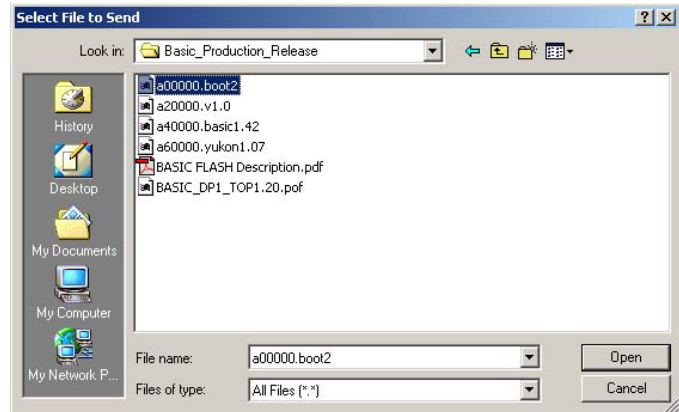 Select File to Send
Look in: Basic_Production_Release
a00000.boot2
a20000.v1.0
a40000.basic1.42
a60000.yukon1.07
BASIC FLASH Description.pdf
BASIC_DP1_TOP1.20.pof
History
Desktop
My Documents
My Computer
My Network P...
File name: a00000.boot2 Open
Files of type: All Files (*.*) Cancel